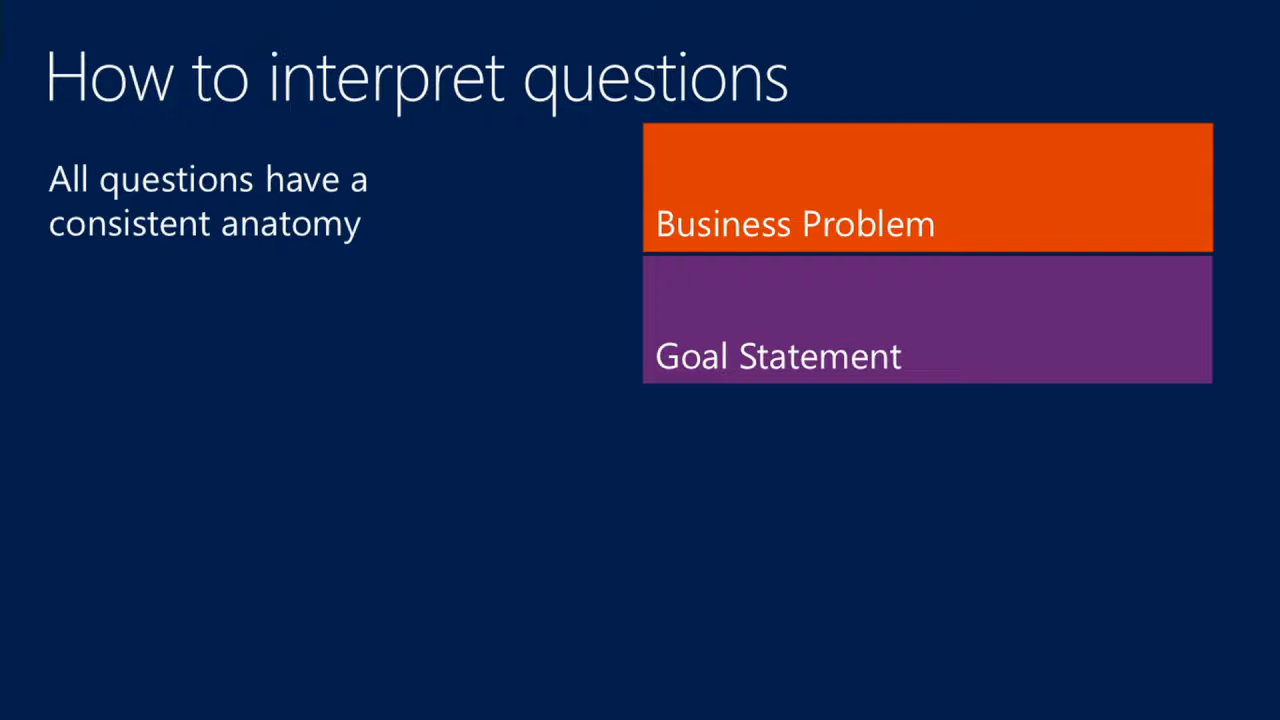 How to interpret questions
All questions have a
consistent anatomy
Business Problem
Goal Statement